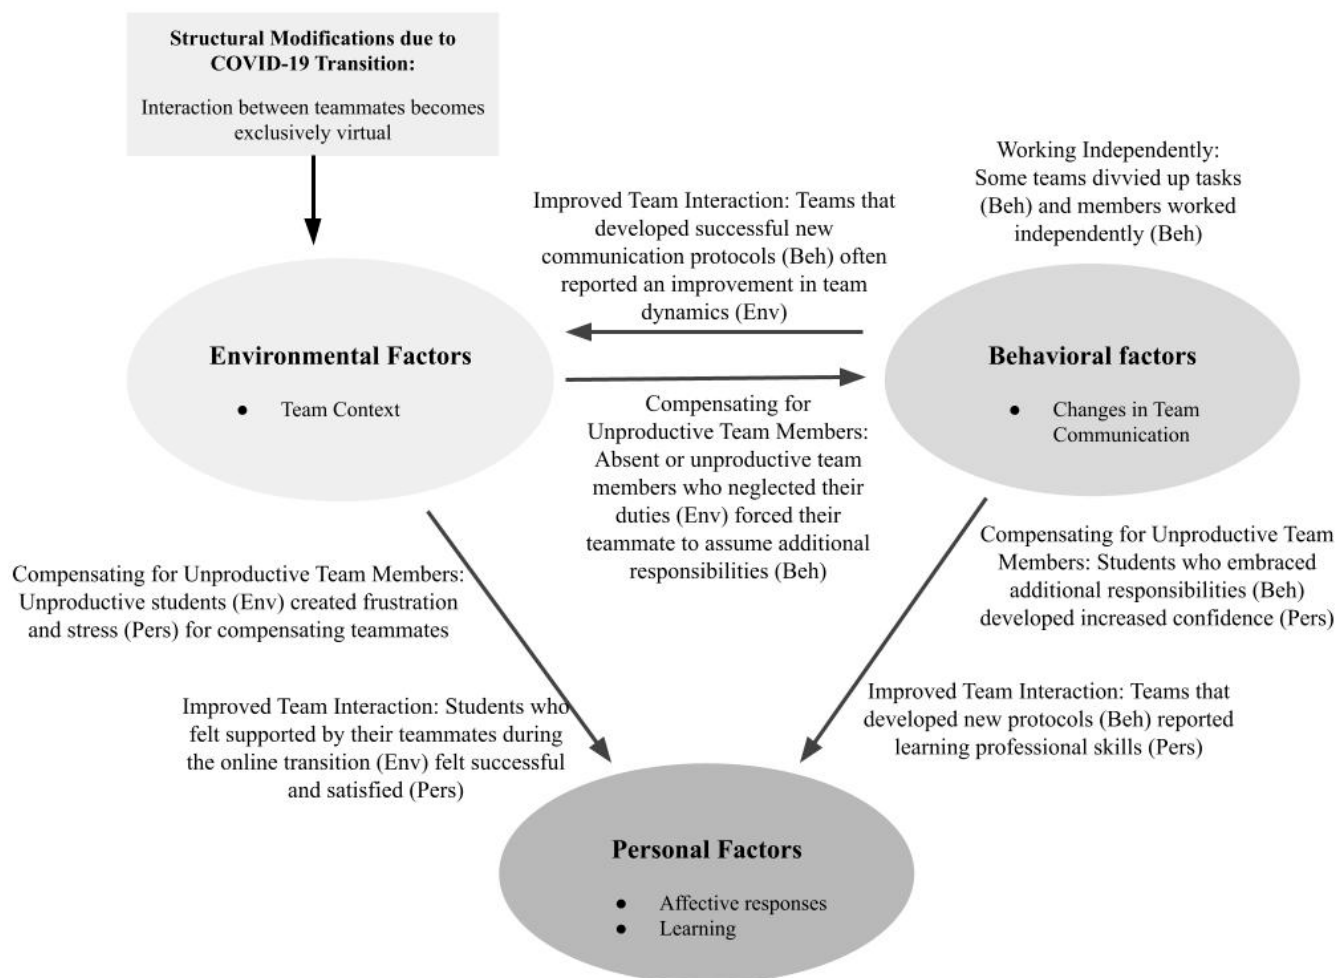 Structural Modifications due to
COVID-19 Transition:
Interaction between teammates becomes
exclusively virtual
Working Independently:
Some teams divvied up tasks
(Beh) and members worked
independently (Beh)
Improved Team Interaction: Teams that
developed successful new
communication protocols (Beh) often
reported an improvement in team
dynamics (Env)
Environmental Factors
● Team Context
Behavioral factors
● Changes in Team
Communication
Compensating for
Unproductive Team Members:
Absent or unproductive team
members who neglected their
duties (Env) forced their
teammate to assume additional
responsibilities (Beh)
Compensating for Unproductive Team Members:
Unproductive students (Env) created frustration
and stress (Pers) for compensating teammates
Compensating for Unproductive Team
Members: Students who embraced
additional responsibilities (Beh)
developed increased confidence (Pers)
Improved Team Interaction: Students who
felt supported by their teammates during
the online transition (Env) felt successful
and satisfied (Pers)
Improved Team Interaction: Teams that
developed new protocols (Beh) reported
learning professional skills (Pers)
Personal Factors
● Affective responses
● Learning